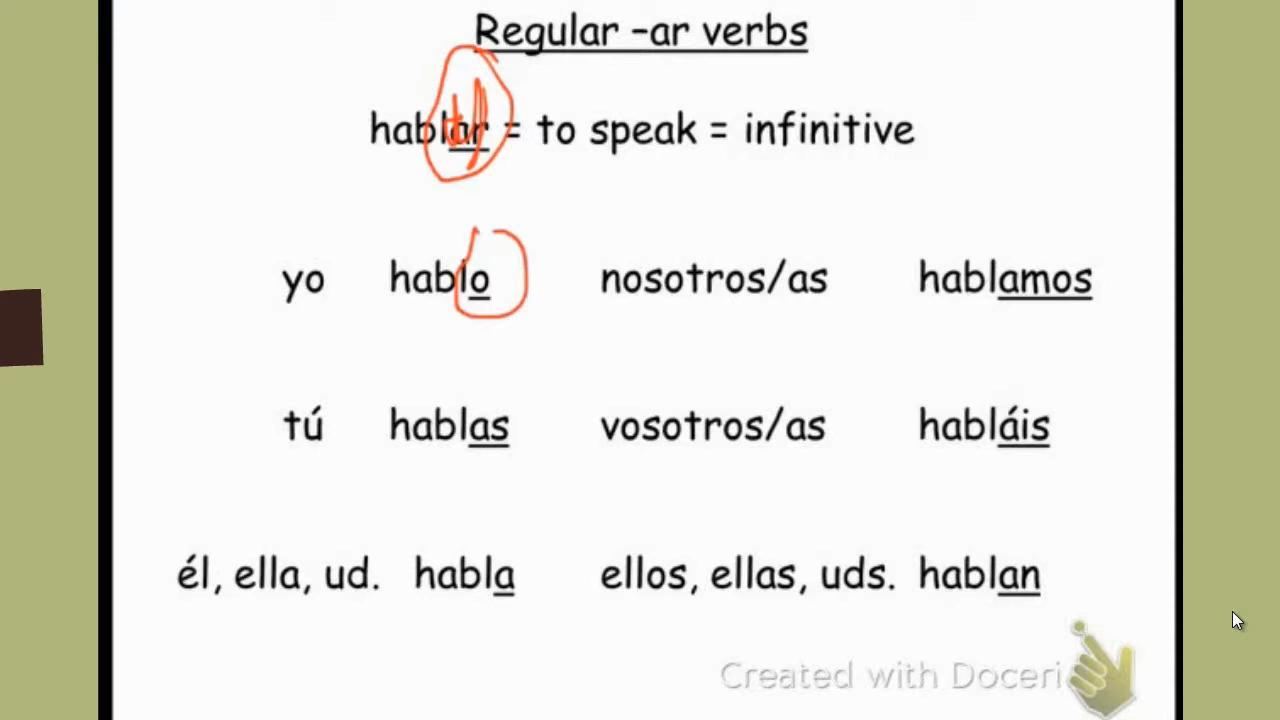 Regular –ar verbs
hablar = to speak = infinitive
yo hablo nosotros/as hablamos
tú hablas vosotros/as habláis
él, ella, ud. habla ellos, ellas, uds. hablan
Created with Doceri